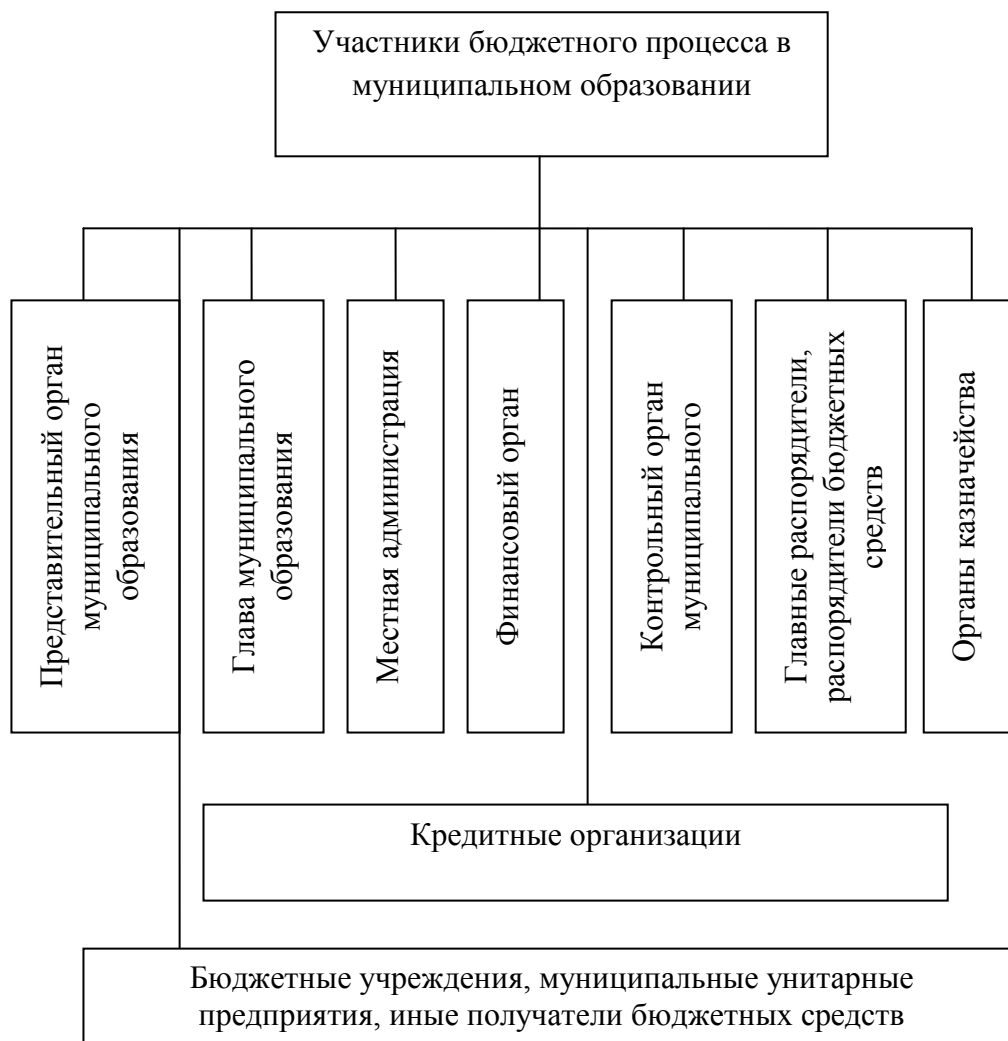 Участники бюджетного процесса в
муниципальном образовании
Представительный орган
муниципального
образования
Глава муниципального
образования
Местная администрация
Финансовый орган
Контрольный орган
муниципального
Главные распорядители,
распорядители бюджетных
средств
Органы казначейства
Кредитные организации
Бюджетные учреждения, муниципальные унитарные
предприятия, иные получатели бюджетных средств